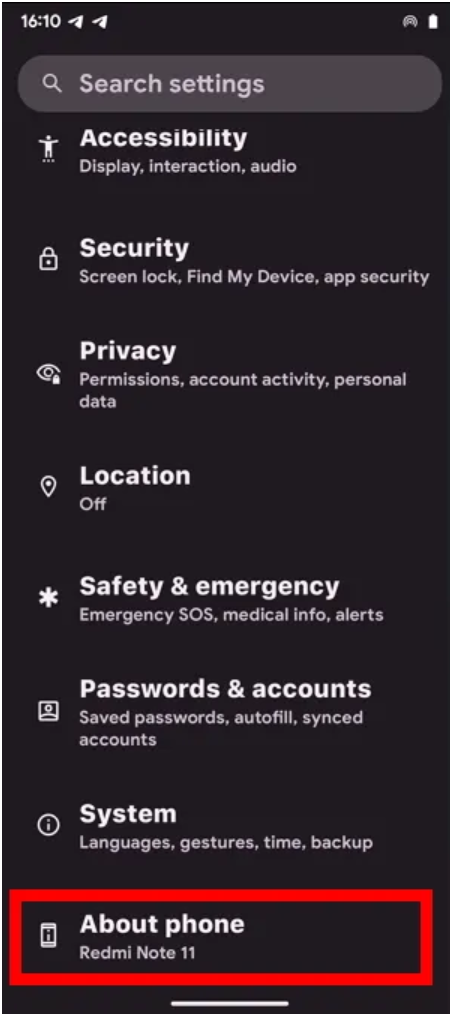 16:10
Search settings
Accessibility
Display, interaction, audio
Security
Screen lock, Find My Device, app security
Privacy
Permissions, account activity, personal
data
Location
Off
Safety & emergency
Emergency SOS, medical info, alerts
Passwords & accounts
Saved passwords, autofill, synced
accounts
System
Languages, gestures, time, backup
About phone
Redmi Note 11